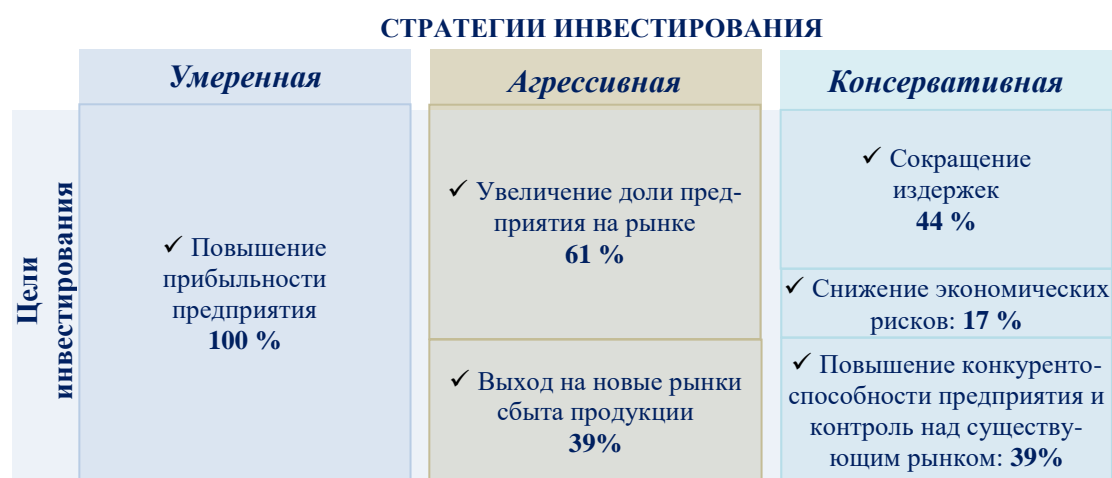 СТРАТЕГИИ ИНВЕСТИРОВАНИЯ
Умеренная
Агрессивная
Консервативная
Цели
инвестирования
✓ Повышение
прибыльности
предприятия
100 %
✓ Увеличение доли пред-
приятия на рынке
61 %
✓ Выход на новые рынки
сбыта продукции
39%
✓ Сокращение
издержек
44 %
✓ Снижение экономических
рисков: 17 %
✓ Повышение конкуренто-
способности предприятия и
контроль над существу-
ющим рынком: 39%